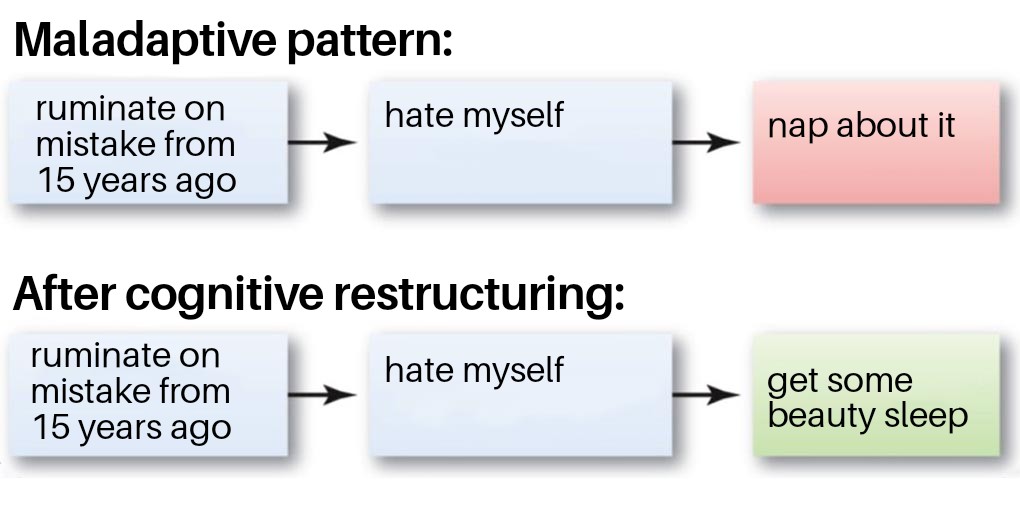 Maladaptive pattern:
ruminate on
mistake from
15 years ago
hate myself
nap about it
After cognitive restructuring:
ruminate on
mistake from
15 years ago
hate myself
get some
beauty sleep